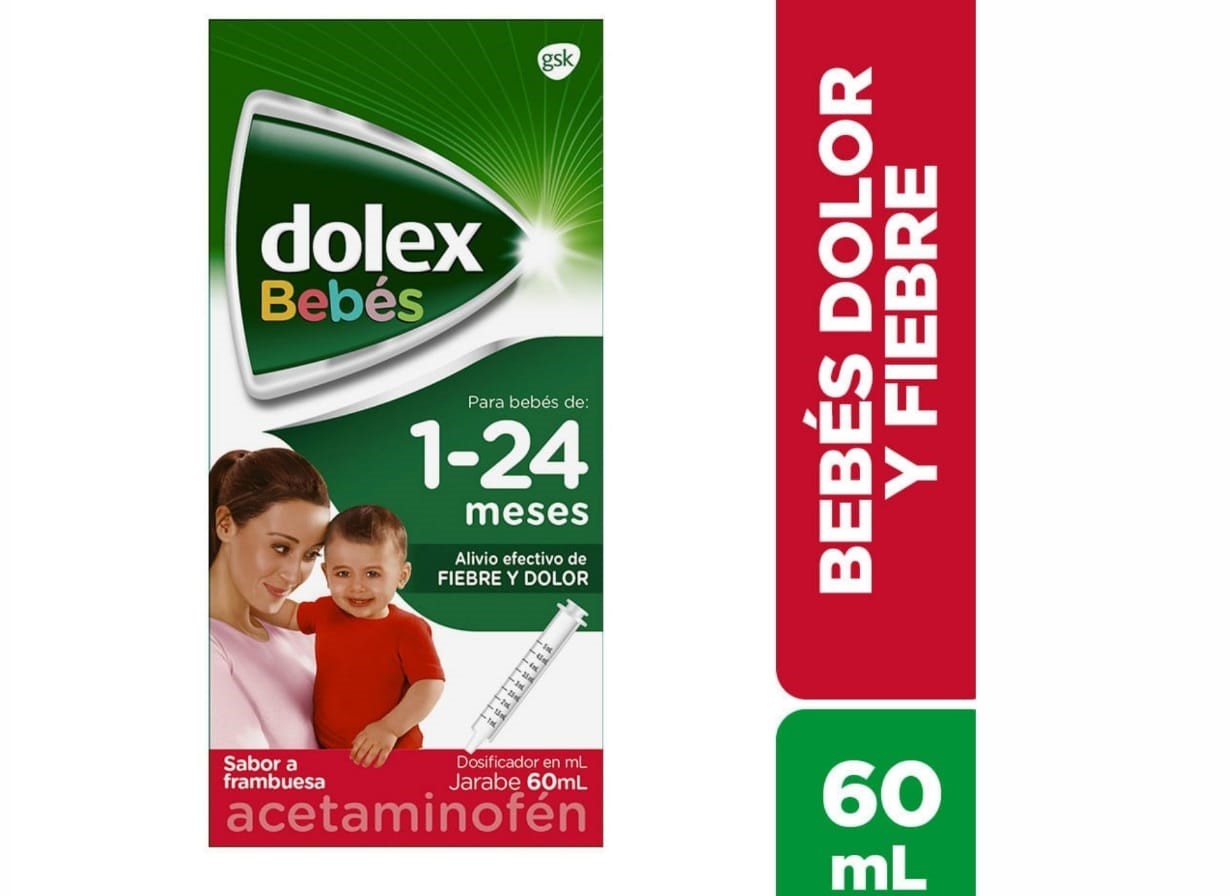 gsk
dolex
Bebés
Para bebés de:
1-24
meses
Alivio efectivo de
FIEBRE Y DOLOR
Sabor a
frambuesa
Dosificador en mL
Jarabe 60mL
acetaminofén
BEBÉS DOLOR
Y FIEBRE
60
mL